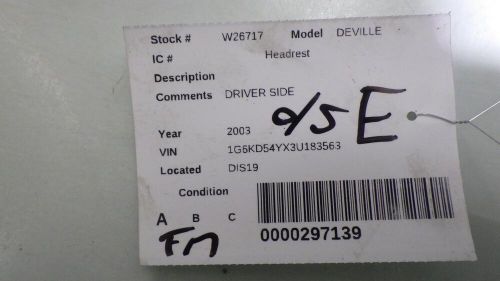 Stock # W26717 Model DEVILLE
IC # Headrest
Description
Comments DRIVER SIDE
d/s E
Year 2003
VIN 1G6KD54YX3U183563
Located DIS19
Condition
A B C
Fm
0000297139